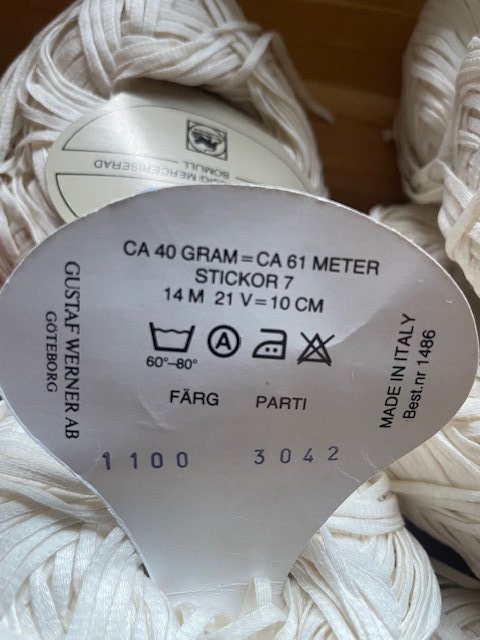 MERCERISERAD
BOMULL
CA 40 GRAM = CA 61 METER
STICKOR 7
14 M 21 V = 10 CM
60°–80°
A
FÄRG PARTI
1100 3042
GUSTAF WERNER AB
GÖTEBORG
MADE IN ITALY
Best.nr 1486